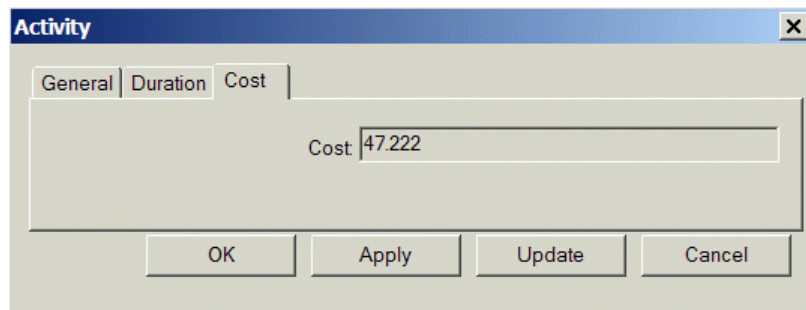 Activity
General Duration Cost
Cost: 47.222
OK Apply Update Cancel